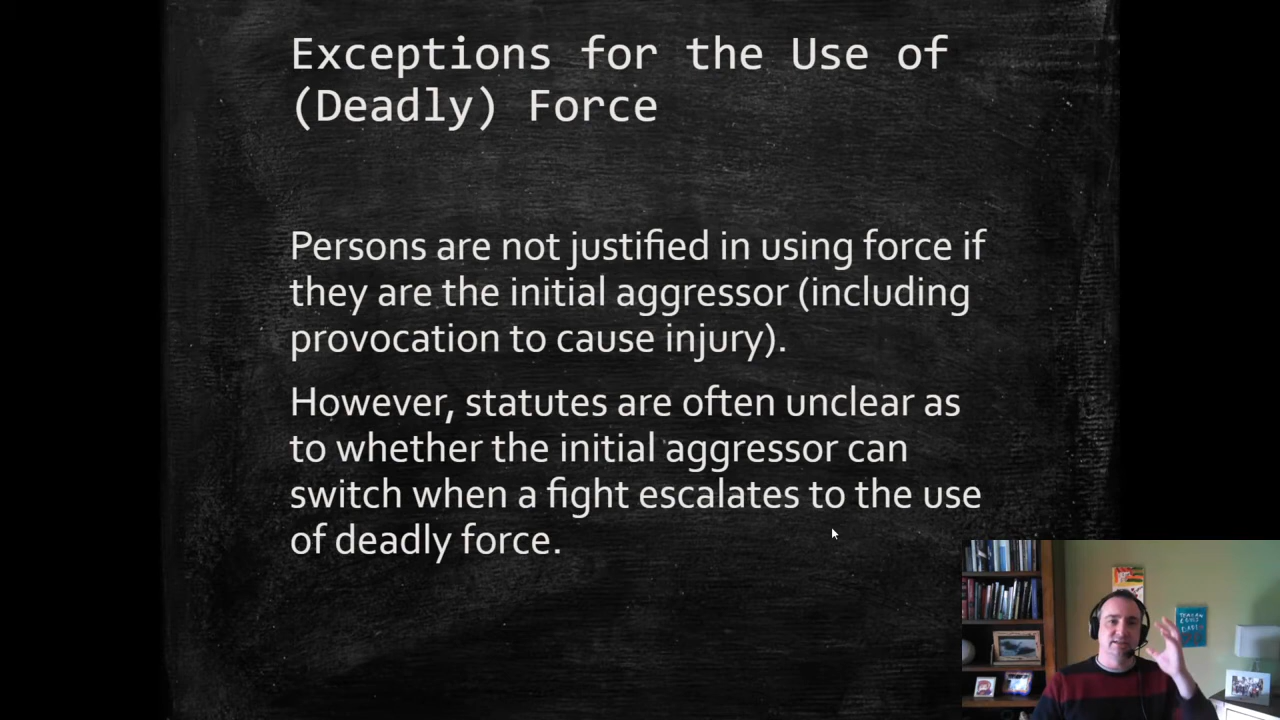 Exceptions for the Use of
(Deadly) Force
Persons are not justified in using force if
they are the initial aggressor (including
provocation to cause injury).
However, statutes are often unclear as
to whether the initial aggressor can
switch when a fight escalates to the use
of deadly force.